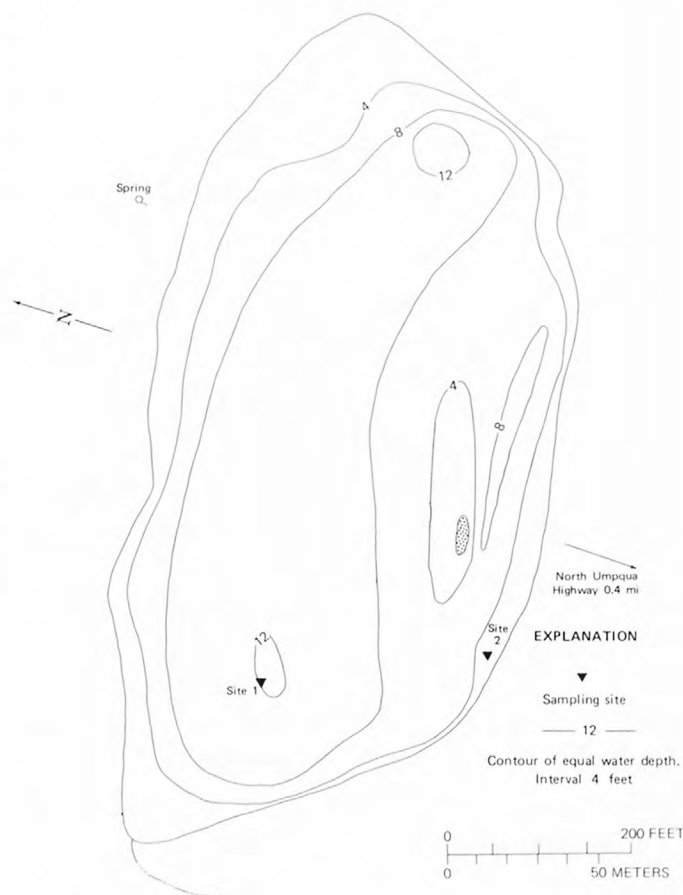 4
8
12
Spring
N
4
8
North Umpqua
Highway 0.4 mi
Site
2
EXPLANATION
12
Site 1
Sampling site
12
Contour of equal water depth.
Interval 4 feet
0 200 FEET
0 50 METERS